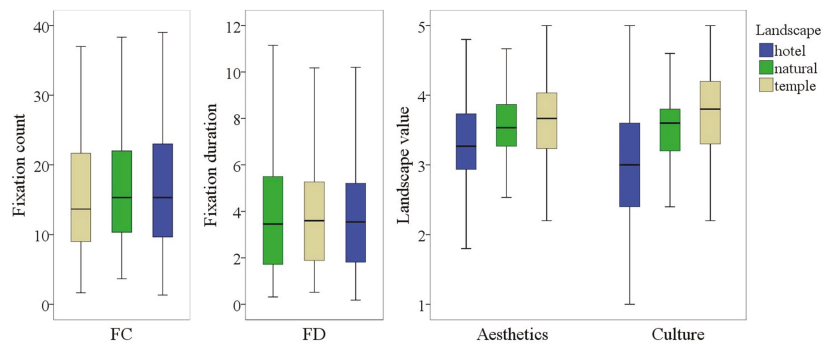 Fixation count
40
30
20
10
0
FC
Fixation duration
12
10
8
6
4
2
0
FD
Landscape value
5
4
3
2
1
Aesthetics
Culture
Landscape
hotel
natural
temple